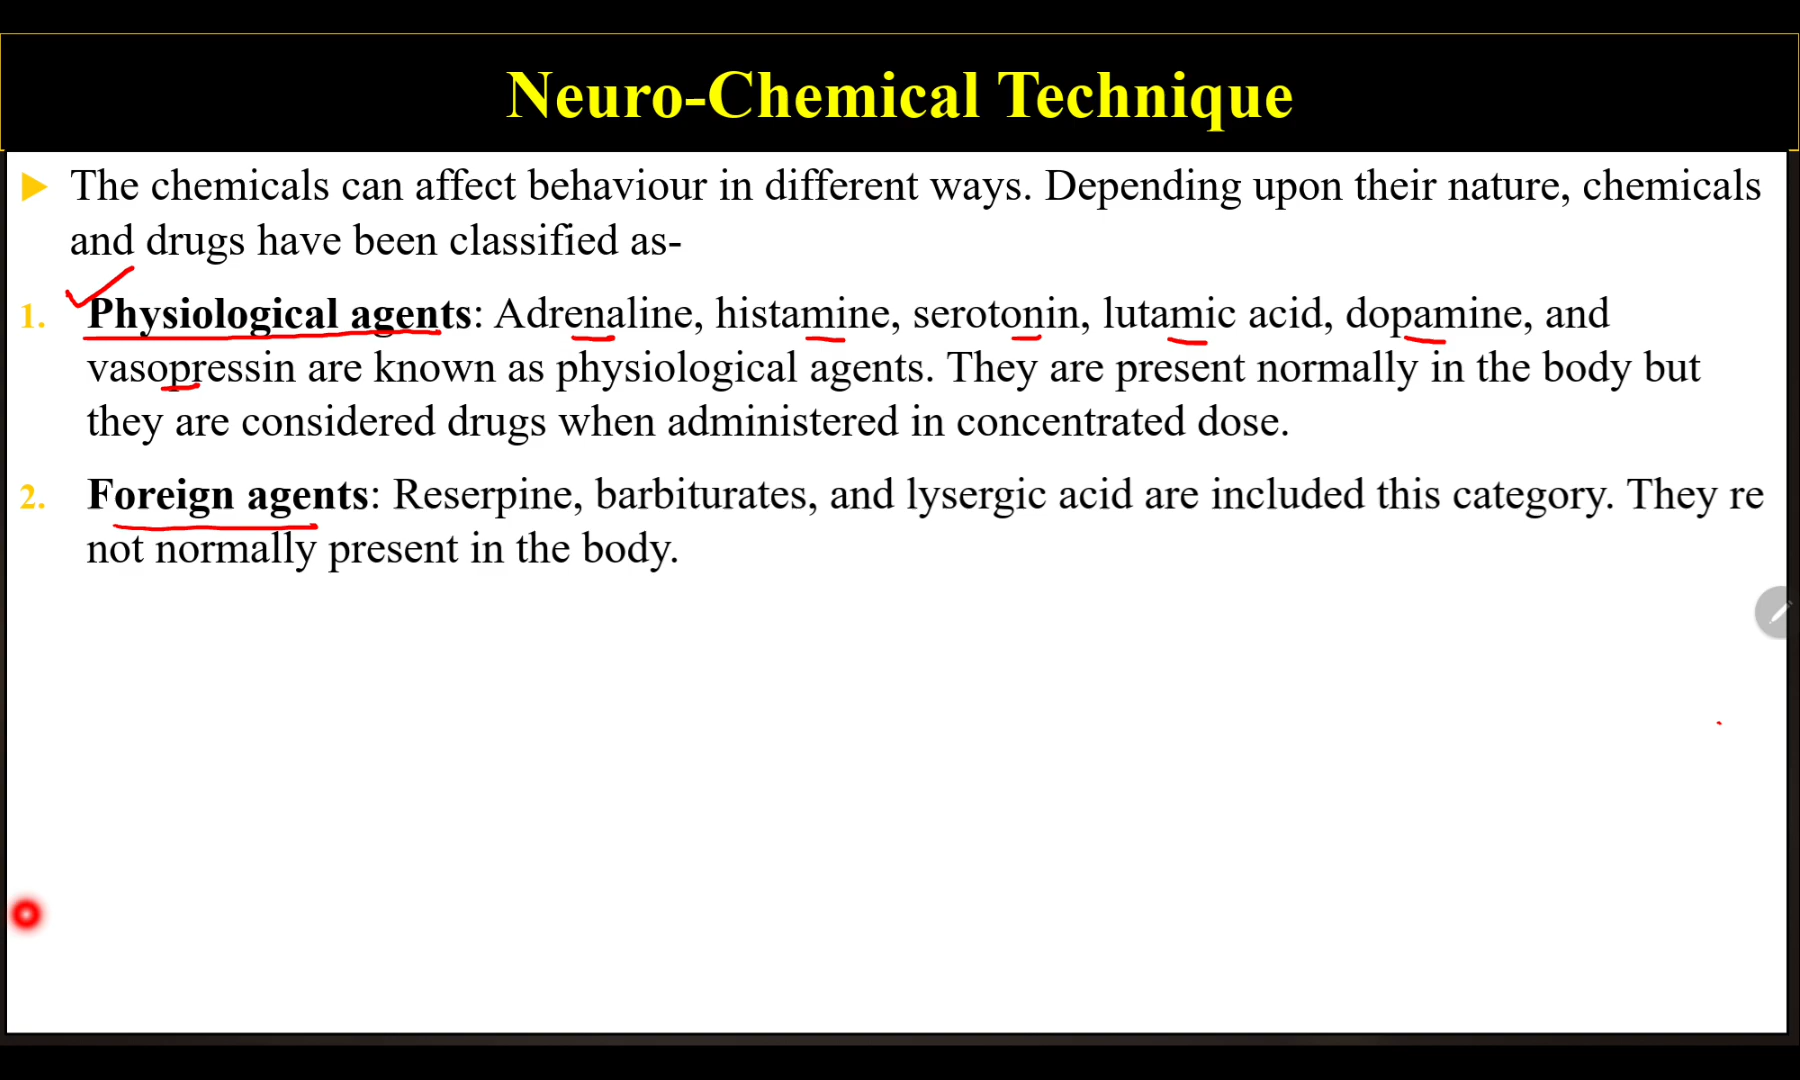 Neuro-Chemical Technique
The chemicals can affect behaviour in different ways. Depending upon their nature, chemicals
and drugs have been classified as-
1. Physiological agents: Adrenaline, histamine, serotonin, lutamic acid, dopamine, and
vasopressin are known as physiological agents. They are present normally in the body but
they are considered drugs when administered in concentrated dose.
2. Foreign agents: Reserpine, barbiturates, and lysergic acid are included this category. They re
not normally present in the body.